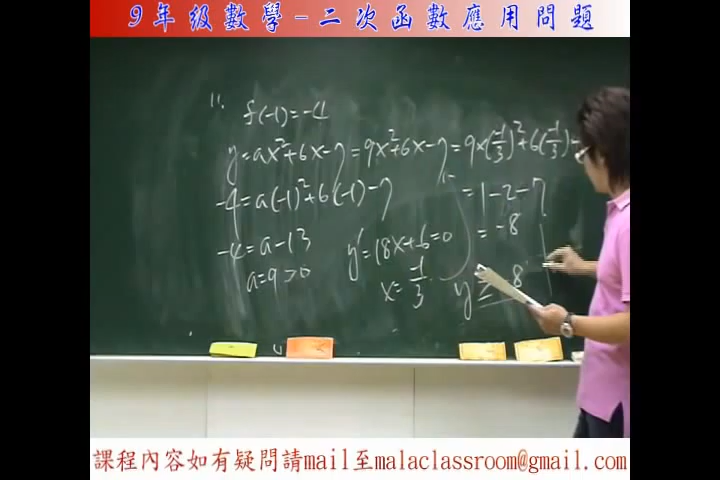 9年級數學-二次函數應用問題
11.
f(-1)=-4
y=ax²+6x-7=9x²+6x-7=9×(-1/3)²+6(-1/3)-
-4=a(-1)²+6(-1)-7
=1-2-7
-4=a-13
y'=18x+6=0
=-8
a=9>0
x=-1/3
y≥-8
課程內容如有疑問請mail至malaclassroom@gmail.com